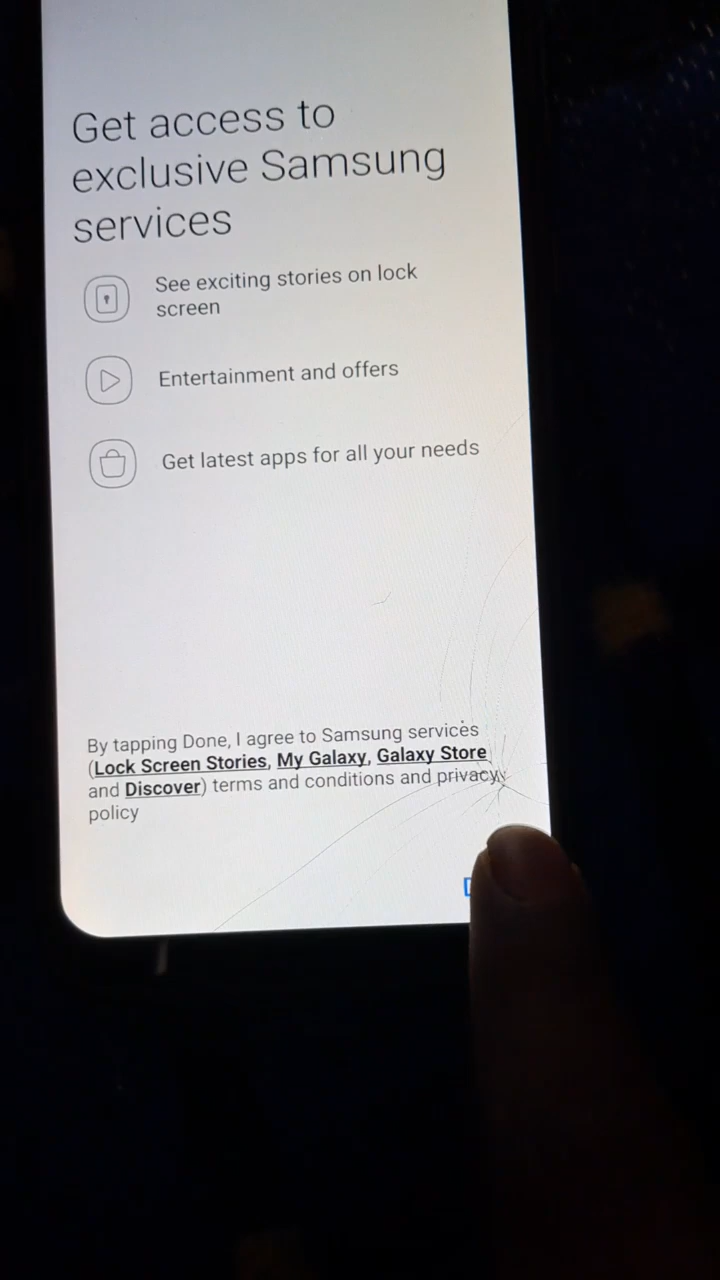 Get access to
exclusive Samsung
services
See exciting stories on lock
screen
Entertainment and offers
Get latest apps for all your needs
By tapping Done, I agree to Samsung services
(Lock Screen Stories, My Galaxy, Galaxy Store
and Discover) terms and conditions and privacy
policy